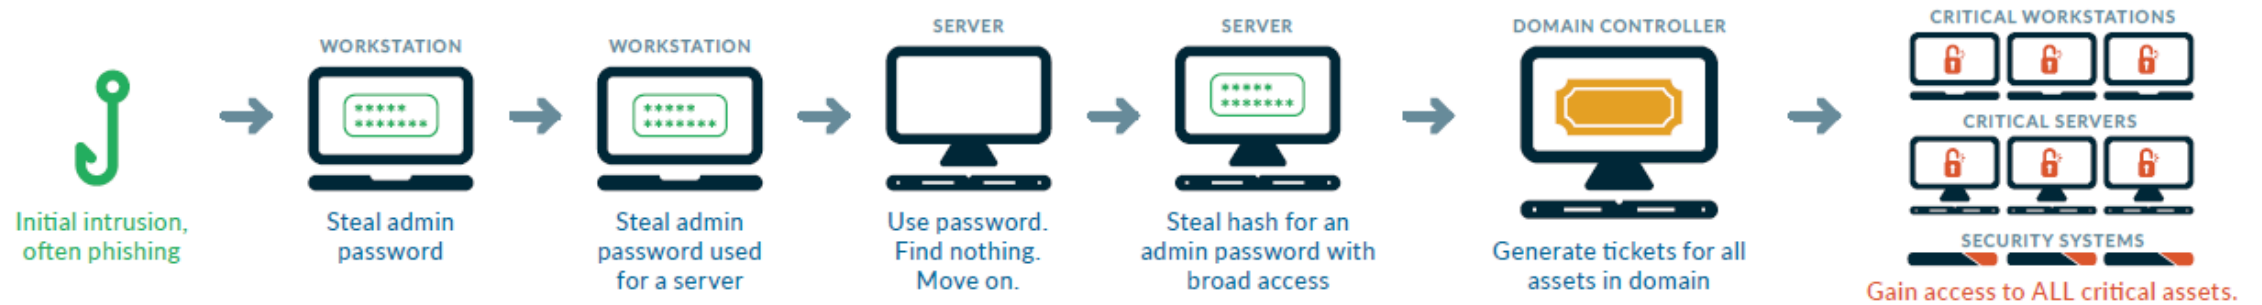 Initial intrusion,
often phishing
WORKSTATION
*****
*******
Steal admin
password
WORKSTATION
*****
*******
Steal admin
password used
for a server
SERVER
Use password.
Find nothing.
Move on.
SERVER
*****
*******
Steal hash for an
admin password with
broad access
DOMAIN CONTROLLER
Generate tickets for all
assets in domain
CRITICAL WORKSTATIONS
CRITICAL SERVERS
SECURITY SYSTEMS
Gain access to ALL critical assets.